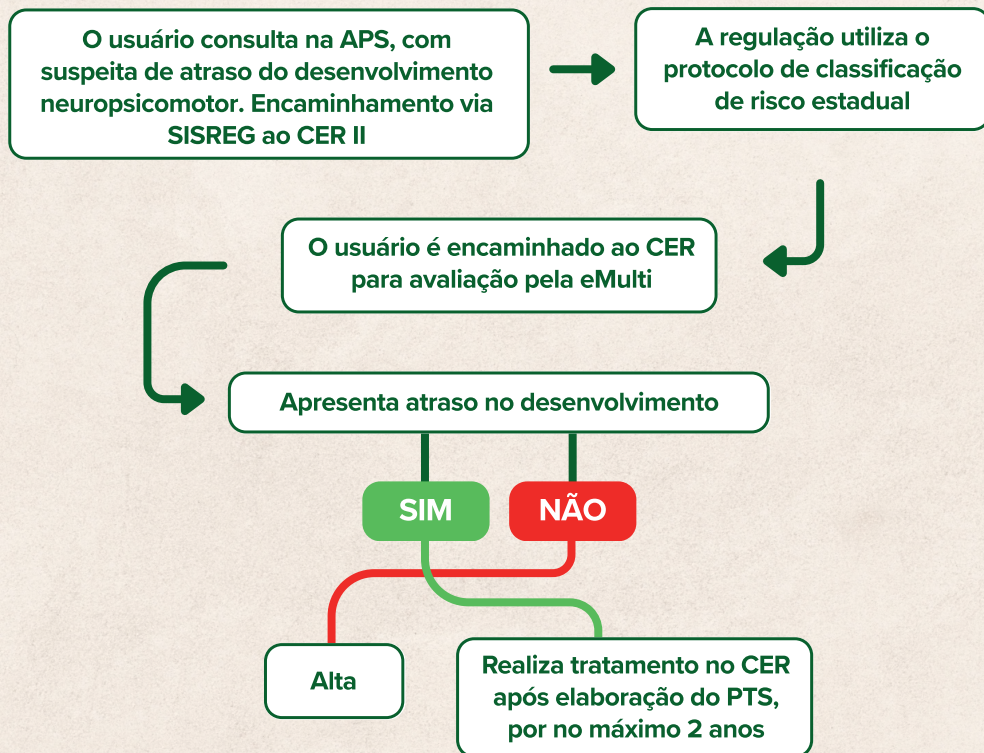 O usuário consulta na APS, com
suspeita de atraso do desenvolvimento
neuropsicomotor. Encaminhamento via
SISREG ao CER II
A regulação utiliza o
protocolo de classificação
de risco estadual
O usuário é encaminhado ao CER
para avaliação pela eMulti
Apresenta atraso no desenvolvimento
SIM
NÃO
Alta
Realiza tratamento no CER
após elaboração do PTS,
por no máximo 2 anos